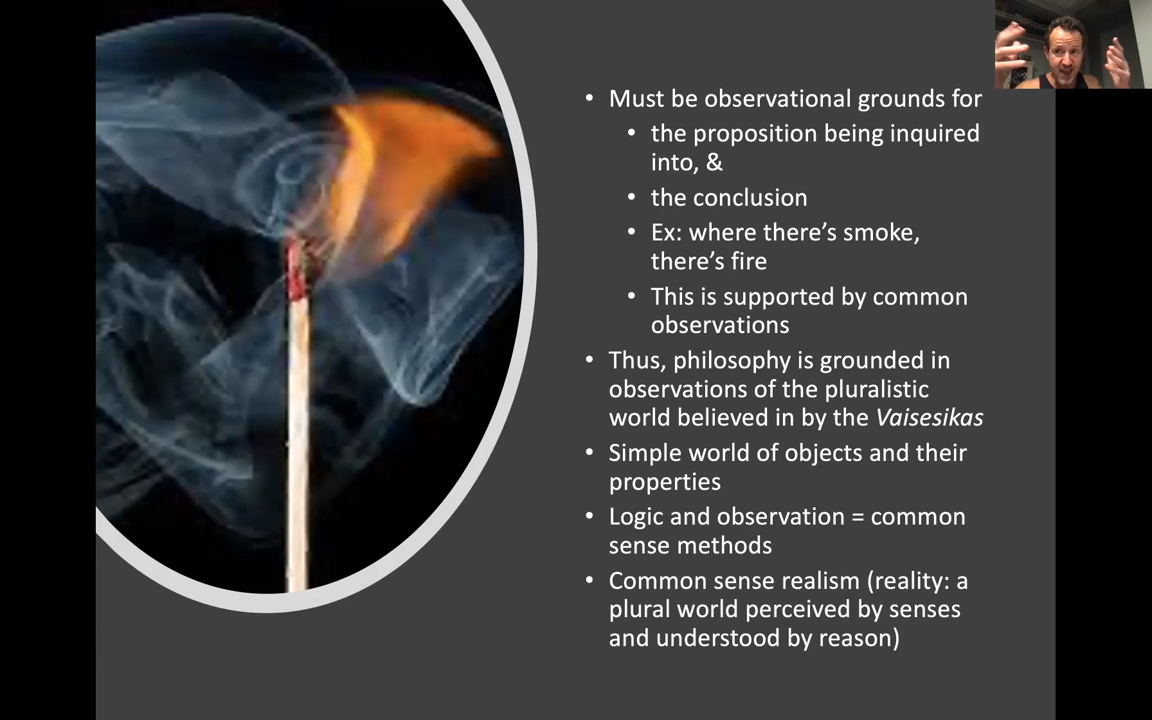 • Must be observational grounds for
• the proposition being inquired
into, &
• the conclusion
• Ex: where there’s smoke,
there’s fire
• This is supported by common
observations
• Thus, philosophy is grounded in
observations of the pluralistic
world believed in by the Vaisesikas
• Simple world of objects and their
properties
• Logic and observation = common
sense methods
• Common sense realism (reality: a
plural world perceived by senses
and understood by reason)